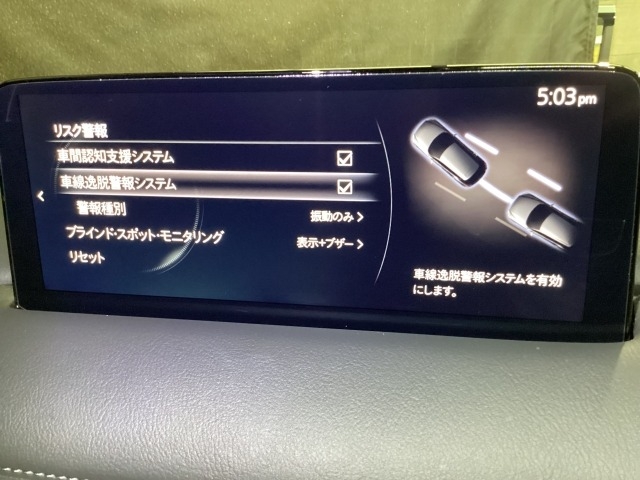 5:03 pm
リスク警報
車間認知支援システム
車線逸脱警報システム
警報種別 振動のみ
ブラインド・スポット・モニタリング 表示+ブザー
リセット
車線逸脱警報システムを有効
にします。